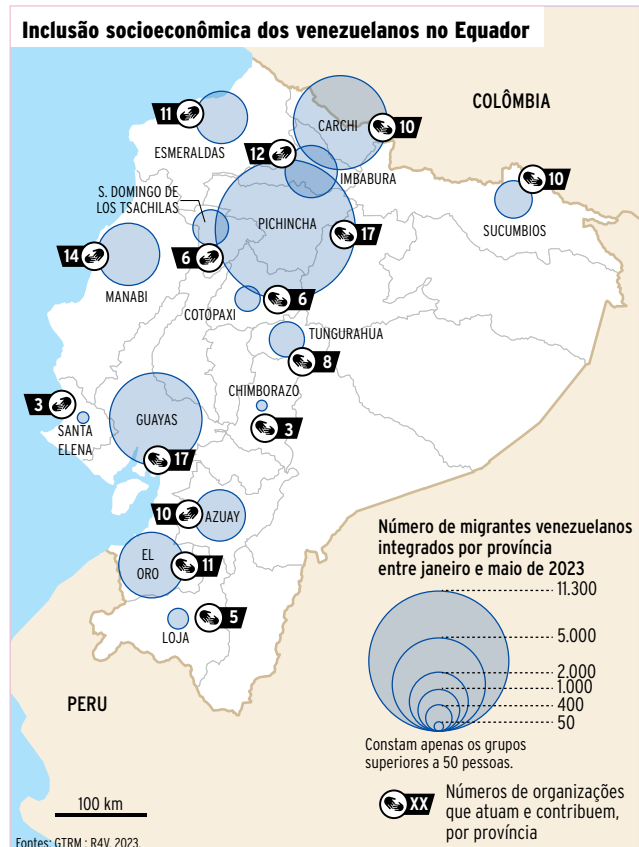 Inclusão socioeconômica dos venezuelanos no Equador
COLÔMBIA
11
ESMERALDAS
CARCHI
10
12
IMBABURA
10
SUCUMBIOS
S. DOMINGO DE
LOS TSACHILAS
PICHINCHA
17
14
MANABI
6
COTOPAXI
6
TUNGURAHUA
8
CHIMBORAZO
3
3
SANTA
ELENA
GUAYAS
17
10
AZUAY
EL
ORO
11
5
LOJA
PERU
Número de migrantes venezuelanos
integrados por província
entre janeiro e maio de 2023
11.300
5.000
2.000
1.000
400
50
Constam apenas os grupos
superiores a 50 pessoas.
XX
Números de organizações
que atuam e contribuem,
por província
100 km
Fontes: GTRM ; R4V, 2023.